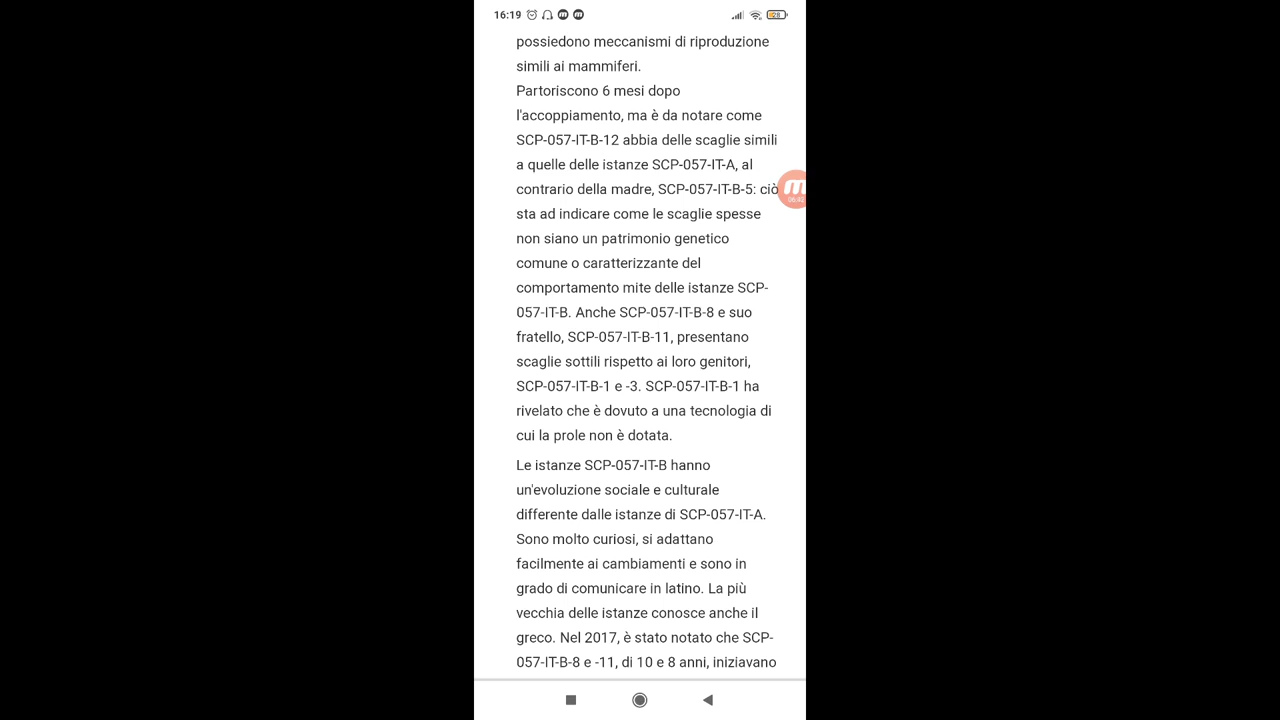 16:19
28
possiedono meccanismi di riproduzione
simili ai mammiferi.
Partoriscono 6 mesi dopo
l'accoppiamento, ma è da notare come
SCP-057-IT-B-12 abbia delle scaglie simili
a quelle delle istanze SCP-057-IT-A, al
contrario della madre, SCP-057-IT-B-5: ciò
sta ad indicare come le scaglie spesse
non siano un patrimonio genetico
comune o caratterizzante del
comportamento mite delle istanze SCP-
057-IT-B. Anche SCP-057-IT-B-8 e suo
fratello, SCP-057-IT-B-11, presentano
scaglie sottili rispetto ai loro genitori,
SCP-057-IT-B-1 e -3. SCP-057-IT-B-1 ha
rivelato che è dovuto a una tecnologia di
cui la prole non è dotata.
Le istanze SCP-057-IT-B hanno
un'evoluzione sociale e culturale
differente dalle istanze di SCP-057-IT-A.
Sono molto curiosi, si adattano
facilmente ai cambiamenti e sono in
grado di comunicare in latino. La più
vecchia delle istanze conosce anche il
greco. Nel 2017, è stato notato che SCP-
057-IT-B-8 e -11, di 10 e 8 anni, iniziavano